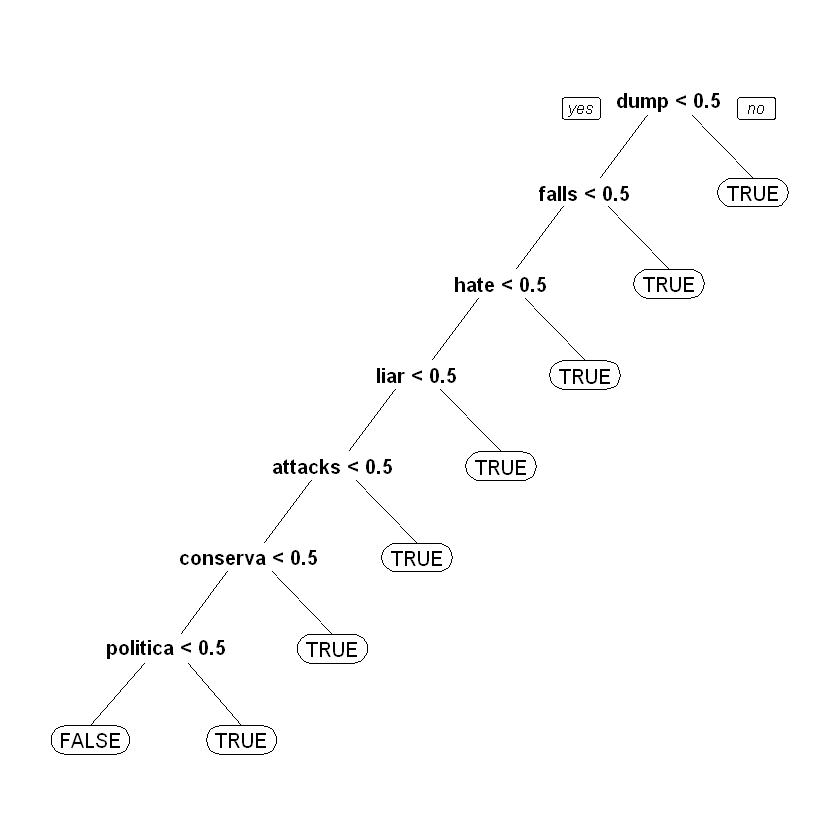 yes dump < 0.5 no
falls < 0.5 TRUE
hate < 0.5 TRUE
liar < 0.5 TRUE
attacks < 0.5 TRUE
conserva < 0.5 TRUE
politica < 0.5 TRUE
FALSE TRUE